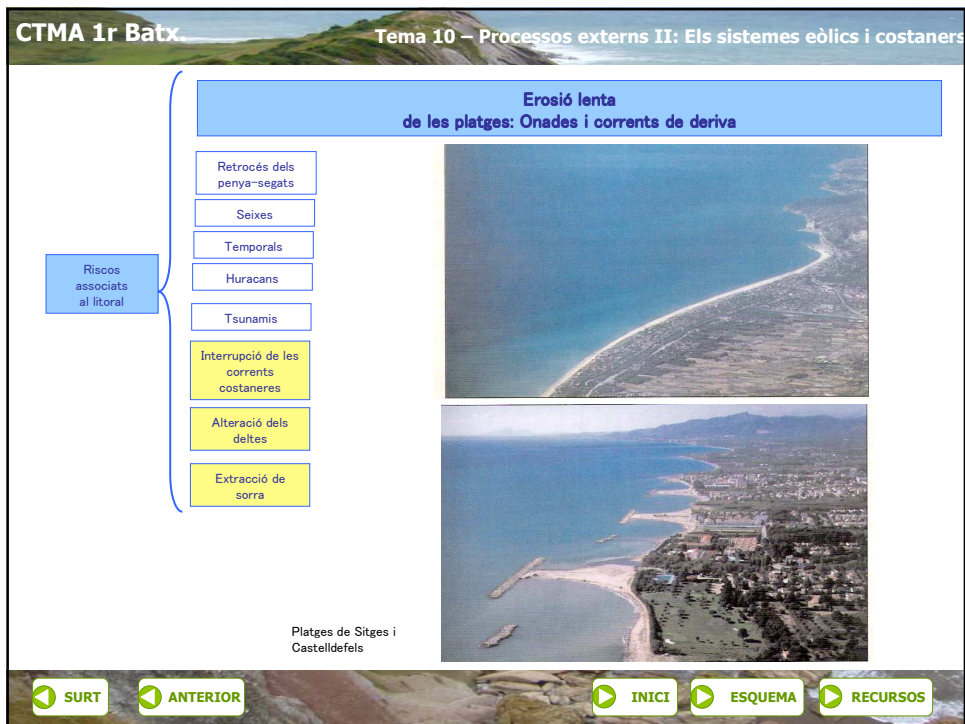 CTMA 1r Batx.
Tema 10 – Processos externs II: Els sistemes eòlics i costaners
Erosió lenta
de les platges: Onades i corrents de deriva
Retrocés dels
penya-segats
Seixes
Temporals
Huracans
Tsunamis
Riscos
associats
al litoral
Interrupció de les
corrents
costaneres
Alteració dels
deltes
Extracció de
sorra
Platges de Sitges i
Castelldefels
SURT
ANTERIOR
INICI
ESQUEMA
RECURSOS